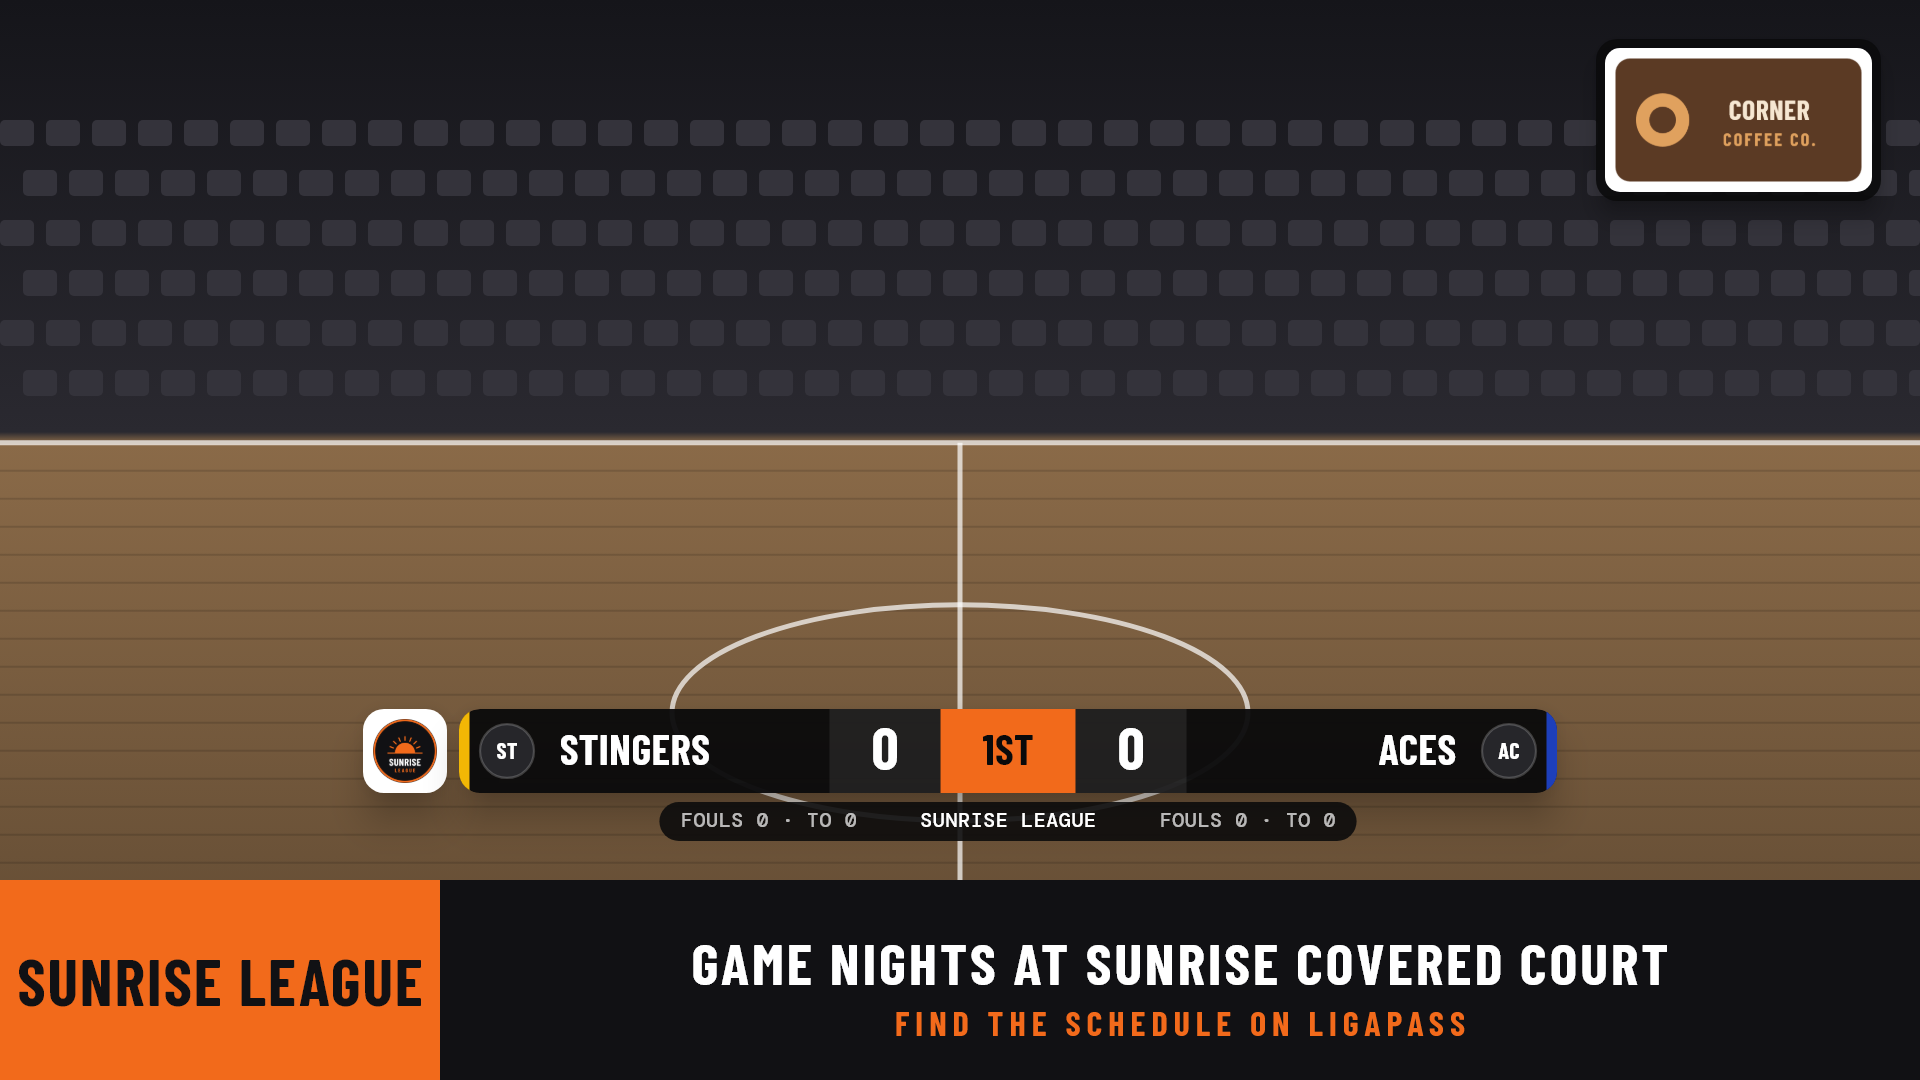 CORNER
COFFEE CO.
SUNRISE
LEAGUE
ST
STINGERS
0
1ST
0
ACES
AC
FOULS 0 · TO 0
SUNRISE LEAGUE
FOULS 0 · TO 0
SUNRISE LEAGUE
GAME NIGHTS AT SUNRISE COVERED COURT
FIND THE SCHEDULE ON LIGAPASS